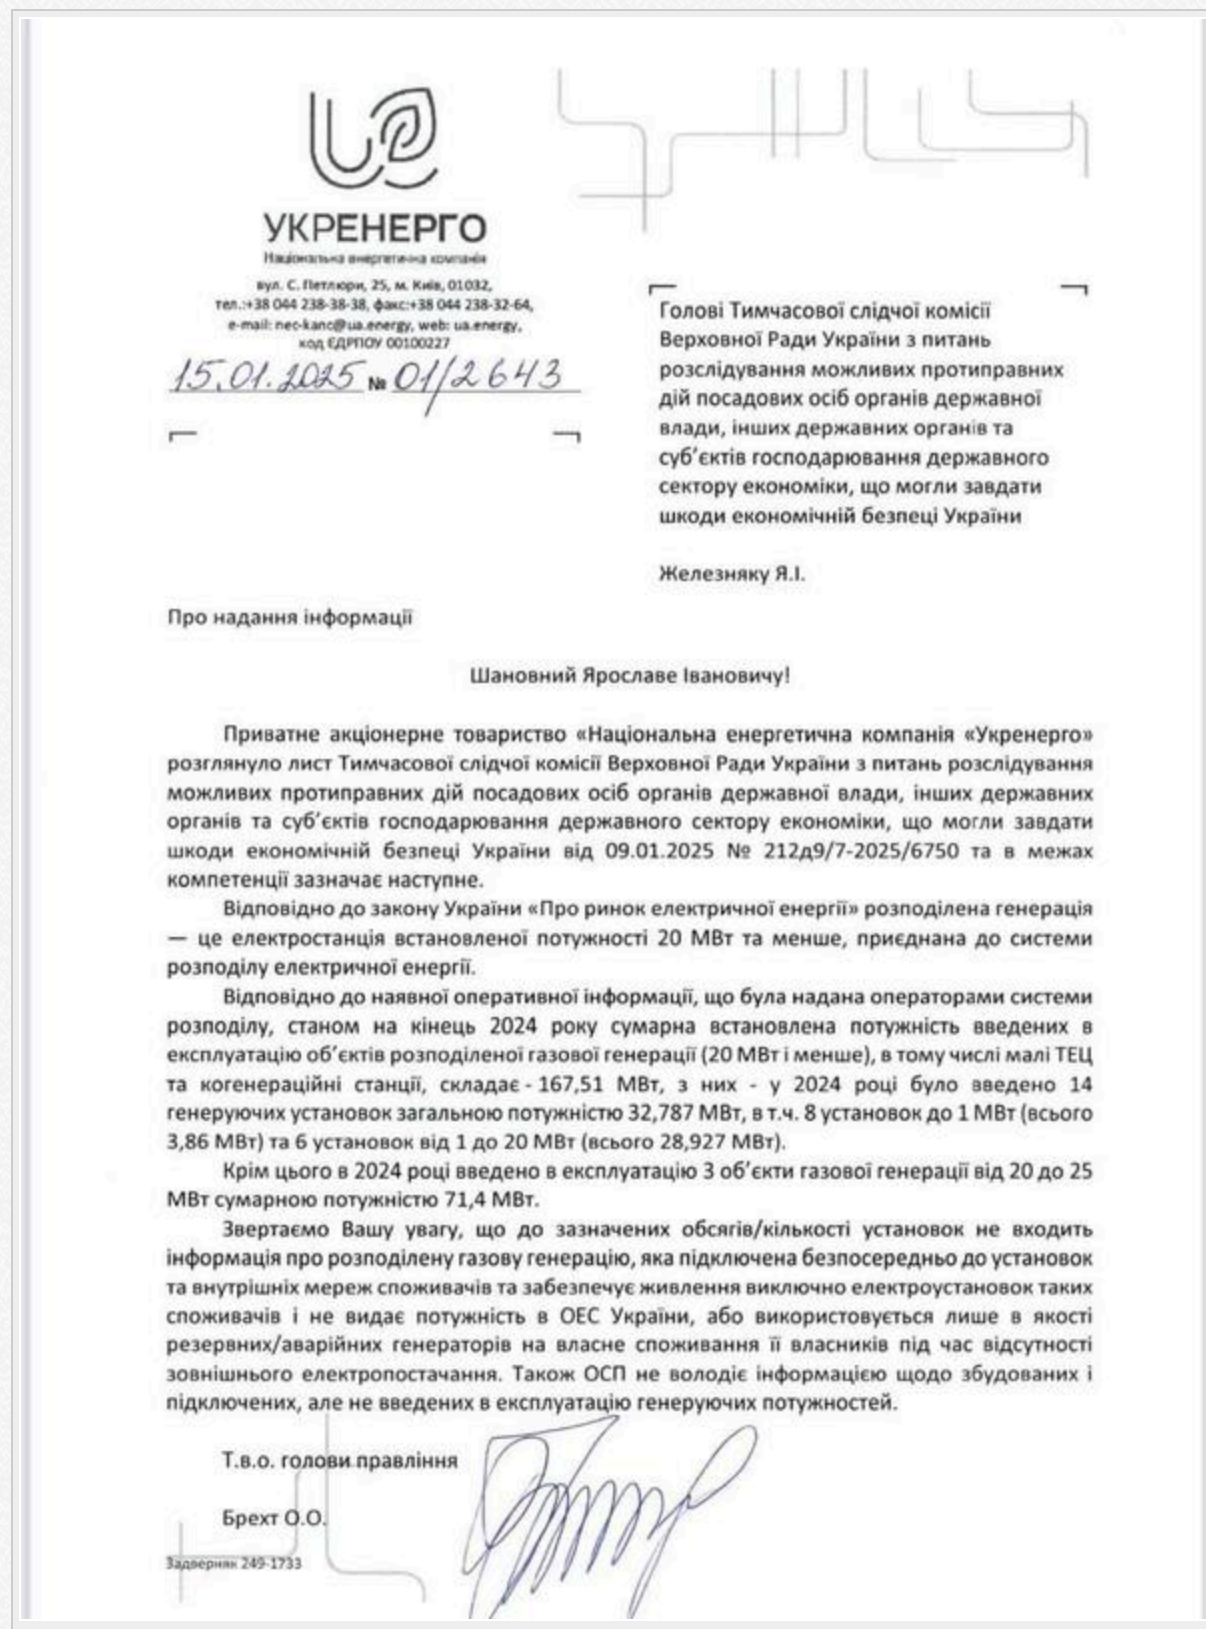 УКРЕНЕРГО
Національна енергетична компанія
вул. С. Петлюри, 25, м. Київ, 01032,
тел.:+38 044 238-38-38, факс:+38 044 238-32-64,
e-mail: nec-kanc@ua.energy, web: ua.energy,
код ЄДРПОУ 00100227
15.01.2025 № 01/2643
Голові Тимчасової слідчої комісії
Верховної Ради України з питань
розслідування можливих протиправних
дій посадових осіб органів державної
влади, інших державних органів та
суб’єктів господарювання державного
сектору економіки, що могли завдати
шкоди економічній безпеці України
Железняку Я.І.
Про надання інформації
Шановний Ярославе Івановичу!
Приватне акціонерне товариство «Національна енергетична компанія «Укренерго»
розглянуло лист Тимчасової слідчої комісії Верховної Ради України з питань розслідування
можливих протиправних дій посадових осіб органів державної влади, інших державних
органів та суб’єктів господарювання державного сектору економіки, що могли завдати
шкоди економічній безпеці України від 09.01.2025 № 212д9/7-2025/6750 та в межах
компетенції зазначає наступне.
Відповідно до закону України «Про ринок електричної енергії» розподілена генерація
— це електростанція встановленої потужності 20 МВт та менше, приєднана до системи
розподілу електричної енергії.
Відповідно до наявної оперативної інформації, що була надана операторами системи
розподілу, станом на кінець 2024 року сумарна встановлена потужність введених в
експлуатацію об’єктів розподіленої газової генерації (20 МВт і менше), в тому числі малі ТЕЦ
та когенераційні станції, складає - 167,51 МВт, з них - у 2024 році було введено 14
генеруючих установок загальною потужністю 32,787 МВт, в т.ч. 8 установок до 1 МВт (всього
3,86 МВт) та 6 установок від 1 до 20 МВт (всього 28,927 МВт).
Крім цього в 2024 році введено в експлуатацію 3 об’єкти газової генерації від 20 до 25
МВт сумарною потужністю 71,4 МВт.
Звертаємо Вашу увагу, що до зазначених обсягів/кількості установок не входить
інформація про розподілену газову генерацію, яка підключена безпосередньо до установок
та внутрішніх мереж споживачів та забезпечує живлення виключно електроустановок таких
споживачів і не видає потужність в ОЕС України, або використовується лише в якості
резервних/аварійних генераторів на власне споживання її власників під час відсутності
зовнішнього електропостачання. Також ОСП не володіє інформацією щодо збудованих і
підключених, але не введених в експлуатацію генеруючих потужностей.
Т.в.о. голови правління
Брехт О.О.
Задверняк 249-1733